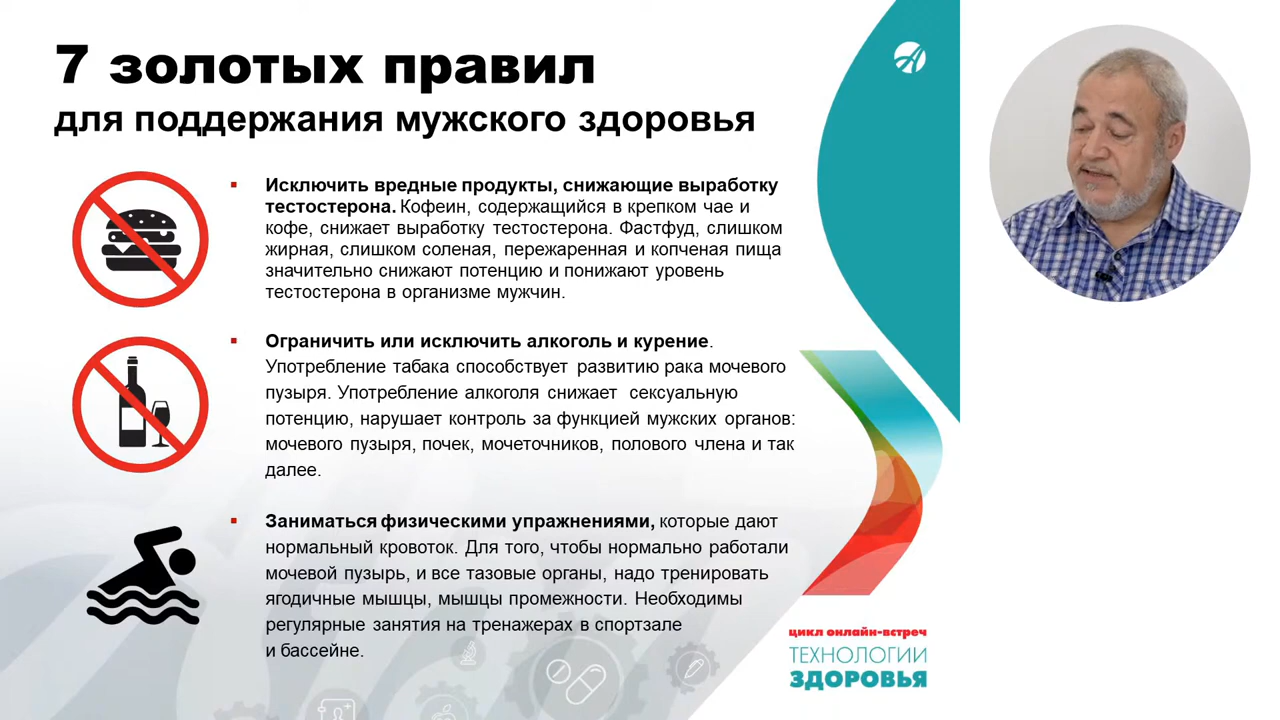 7 золотых правил
для поддержания мужского здоровья
Исключить вредные продукты, снижающие выработку
тестостерона. Кофеин, содержащийся в крепком чае и
кофе, снижает выработку тестостерона. Фастфуд, слишком
жирная, слишком соленая, пережаренная и копченая пища
значительно снижают потенцию и понижают уровень
тестостерона в организме мужчин.
Ограничить или исключить алкоголь и курение.
Употребление табака способствует развитию рака мочевого
пузыря. Употребление алкоголя снижает сексуальную
потенцию, нарушает контроль за функцией мужских органов:
мочевого пузыря, почек, мочеточников, полового члена и так
далее.
Заниматься физическими упражнениями, которые дают
нормальный кровоток. Для того, чтобы нормально работали
мочевой пузырь, и все тазовые органы, надо тренировать
ягодичные мышцы, мышцы промежности. Необходимы
регулярные занятия на тренажерах в спортзале
и бассейне.
цикл онлайн-встреч
ТЕХНОЛОГИИ
ЗДОРОВЬЯ